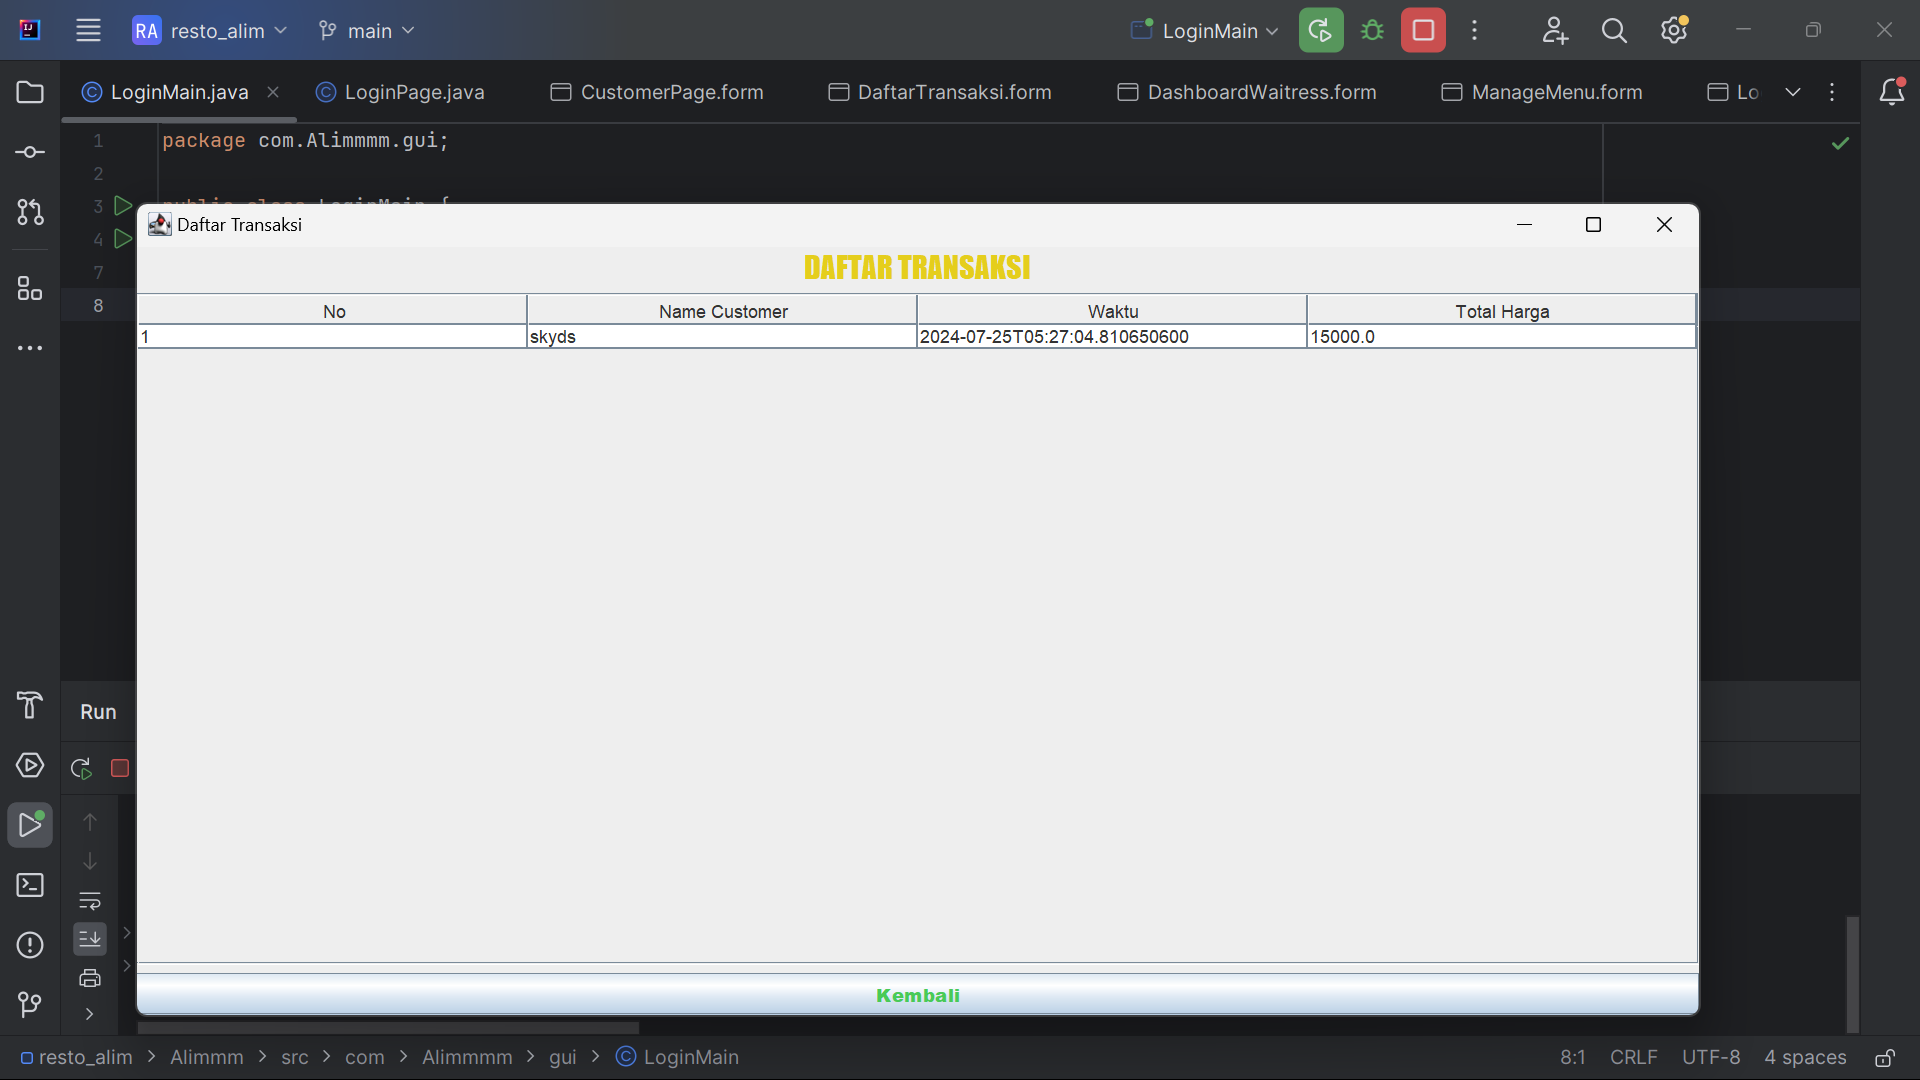 RA resto_alim main LoginMain
LoginMain.java LoginPage.java CustomerPage.form DaftarTransaksi.form DashboardWaitress.form ManageMenu.form Lo
1 package com.Alimmmm.gui;
2
3
4
7
8
Daftar Transaksi
DAFTAR TRANSAKSI
No Name Customer Waktu Total Harga
1 skyds 2024-07-25T05:27:04.810650600 15000.0
Run
Kembali
resto_alim > Alimmm > src > com > Alimmmm > gui > LoginMain 8:1 CRLF UTF-8 4 spaces